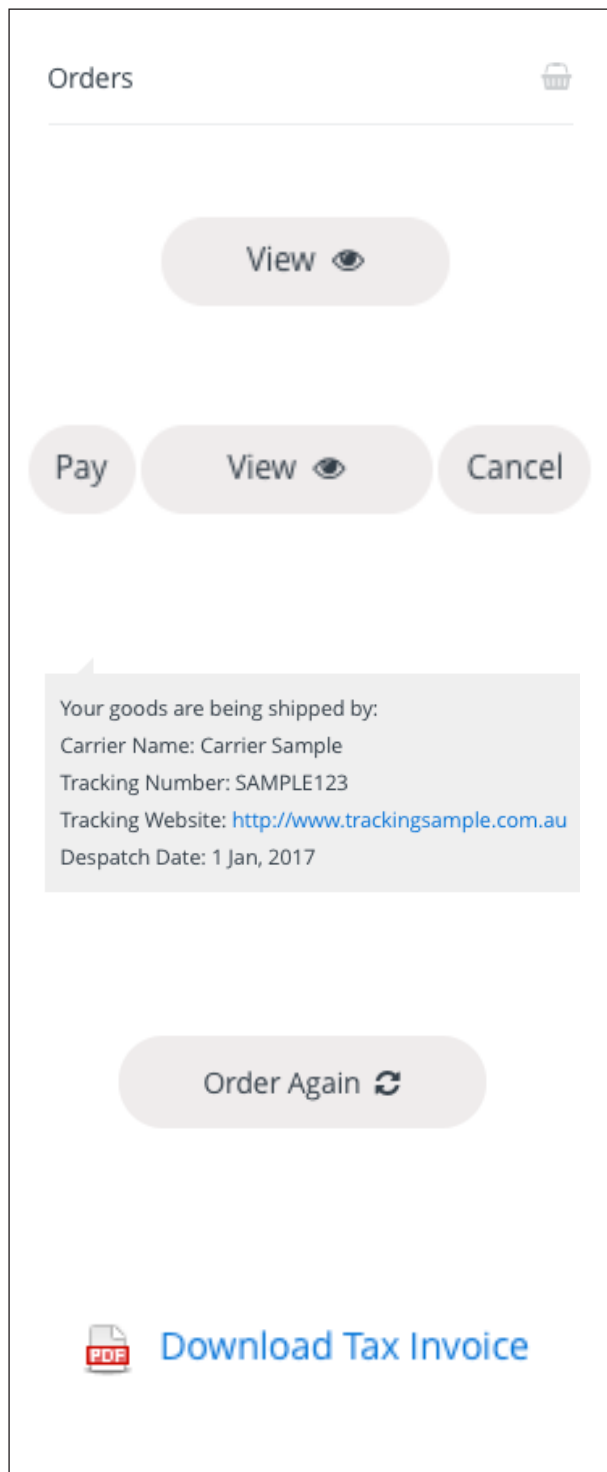 Orders
View
Pay View Cancel
Your goods are being shipped by:
Carrier Name: Carrier Sample
Tracking Number: SAMPLE123
Tracking Website: http://www.trackingsample.com.au
Despatch Date: 1 Jan, 2017
Order Again
PDF Download Tax Invoice